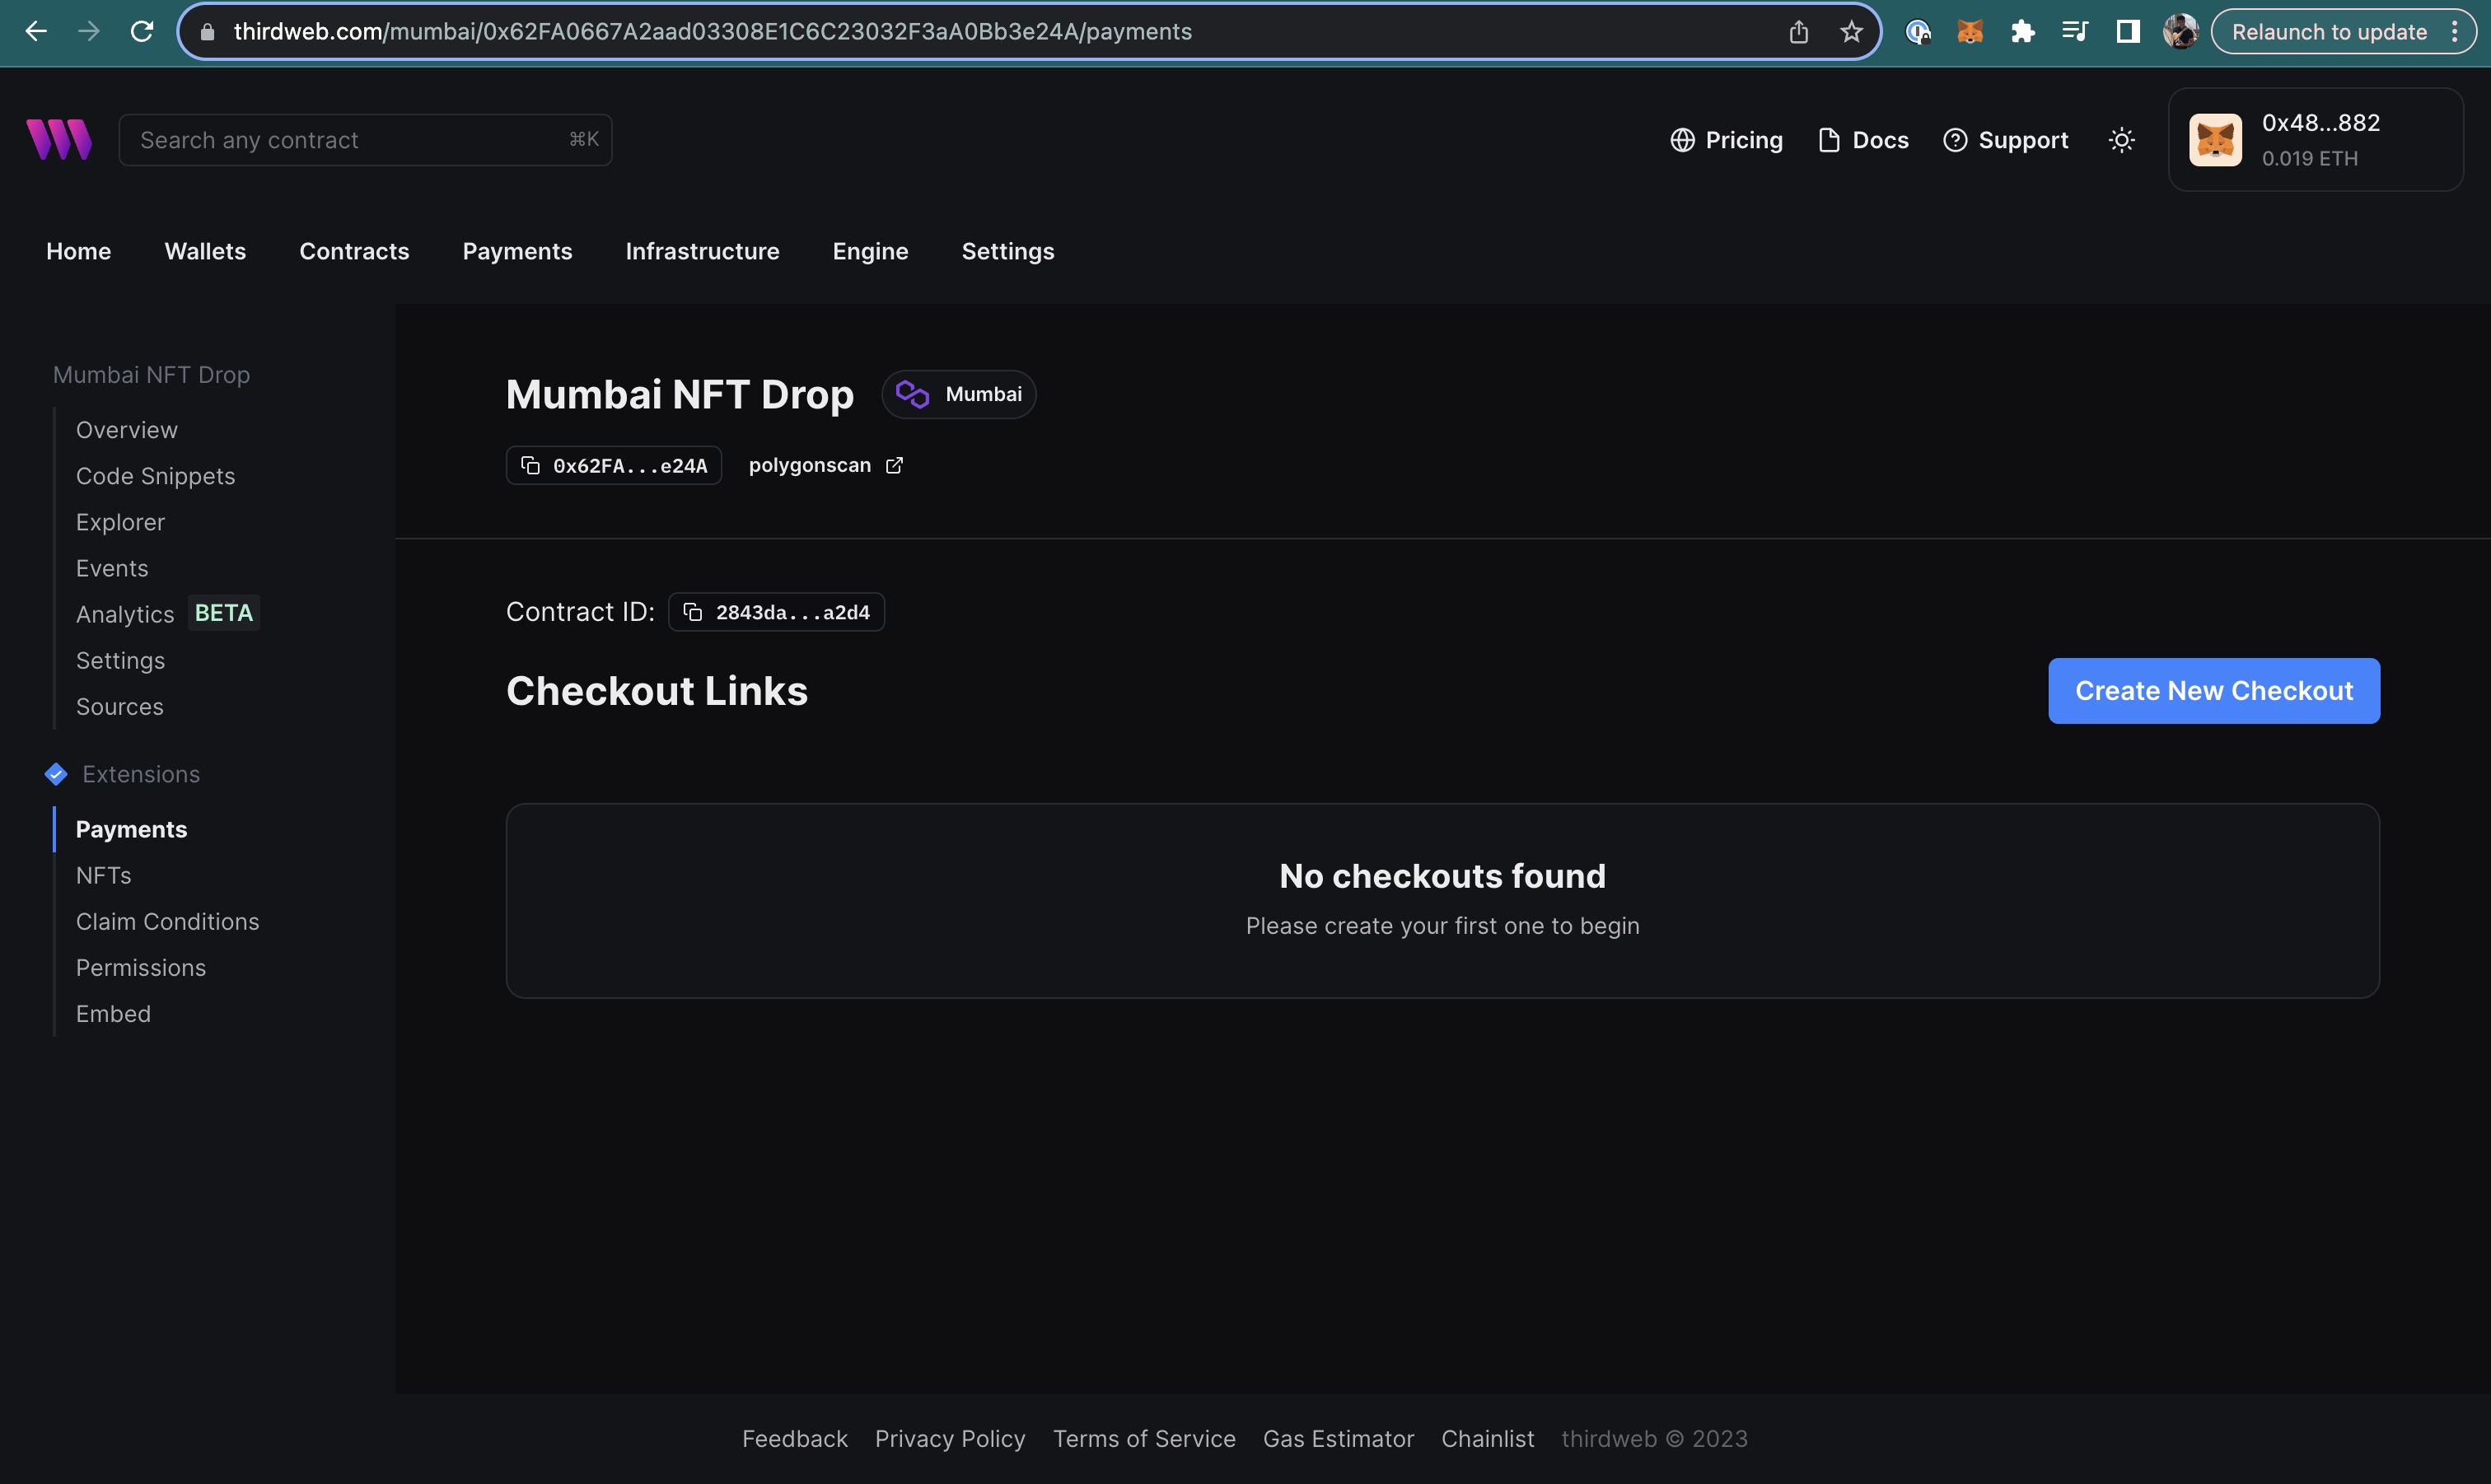 thirdweb.com/mumbai/0x62FA0667A2aad03308E1C6C23032F3aA0Bb3e24A/payments
Relaunch to update
Search any contract ⌘K
Pricing
Docs
Support
0x48...882
0.019 ETH
Home
Wallets
Contracts
Payments
Infrastructure
Engine
Settings
Mumbai NFT Drop
Overview
Code Snippets
Explorer
Events
Analytics BETA
Settings
Sources
Extensions
Payments
NFTs
Claim Conditions
Permissions
Embed
Mumbai NFT Drop
Mumbai
0x62FA...e24A
polygonscan
Contract ID: 2843da...a2d4
Checkout Links
Create New Checkout
No checkouts found
Please create your first one to begin
Feedback
Privacy Policy
Terms of Service
Gas Estimator
Chainlist
thirdweb © 2023